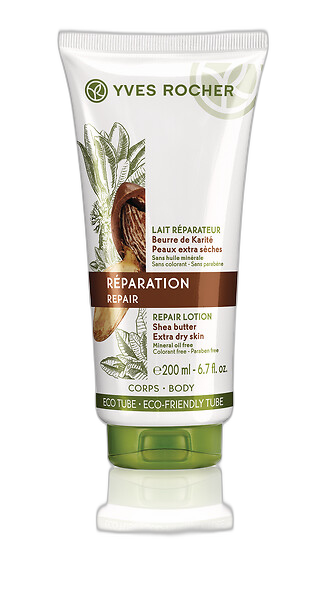 YVES ROCHER
LAIT RÉPARATEUR
Beurre de Karité
Peaux extra sèches
Sans huile minérale
Sans colorant - Sans parabène
RÉPARATION
REPAIR
REPAIR LOTION
Shea butter
Extra dry skin
Mineral oil free
Colorant free - Paraben free
℮200 ml - 6.7 fl. oz.
CORPS • BODY
ECO TUBE • ECO-FRIENDLY TUBE